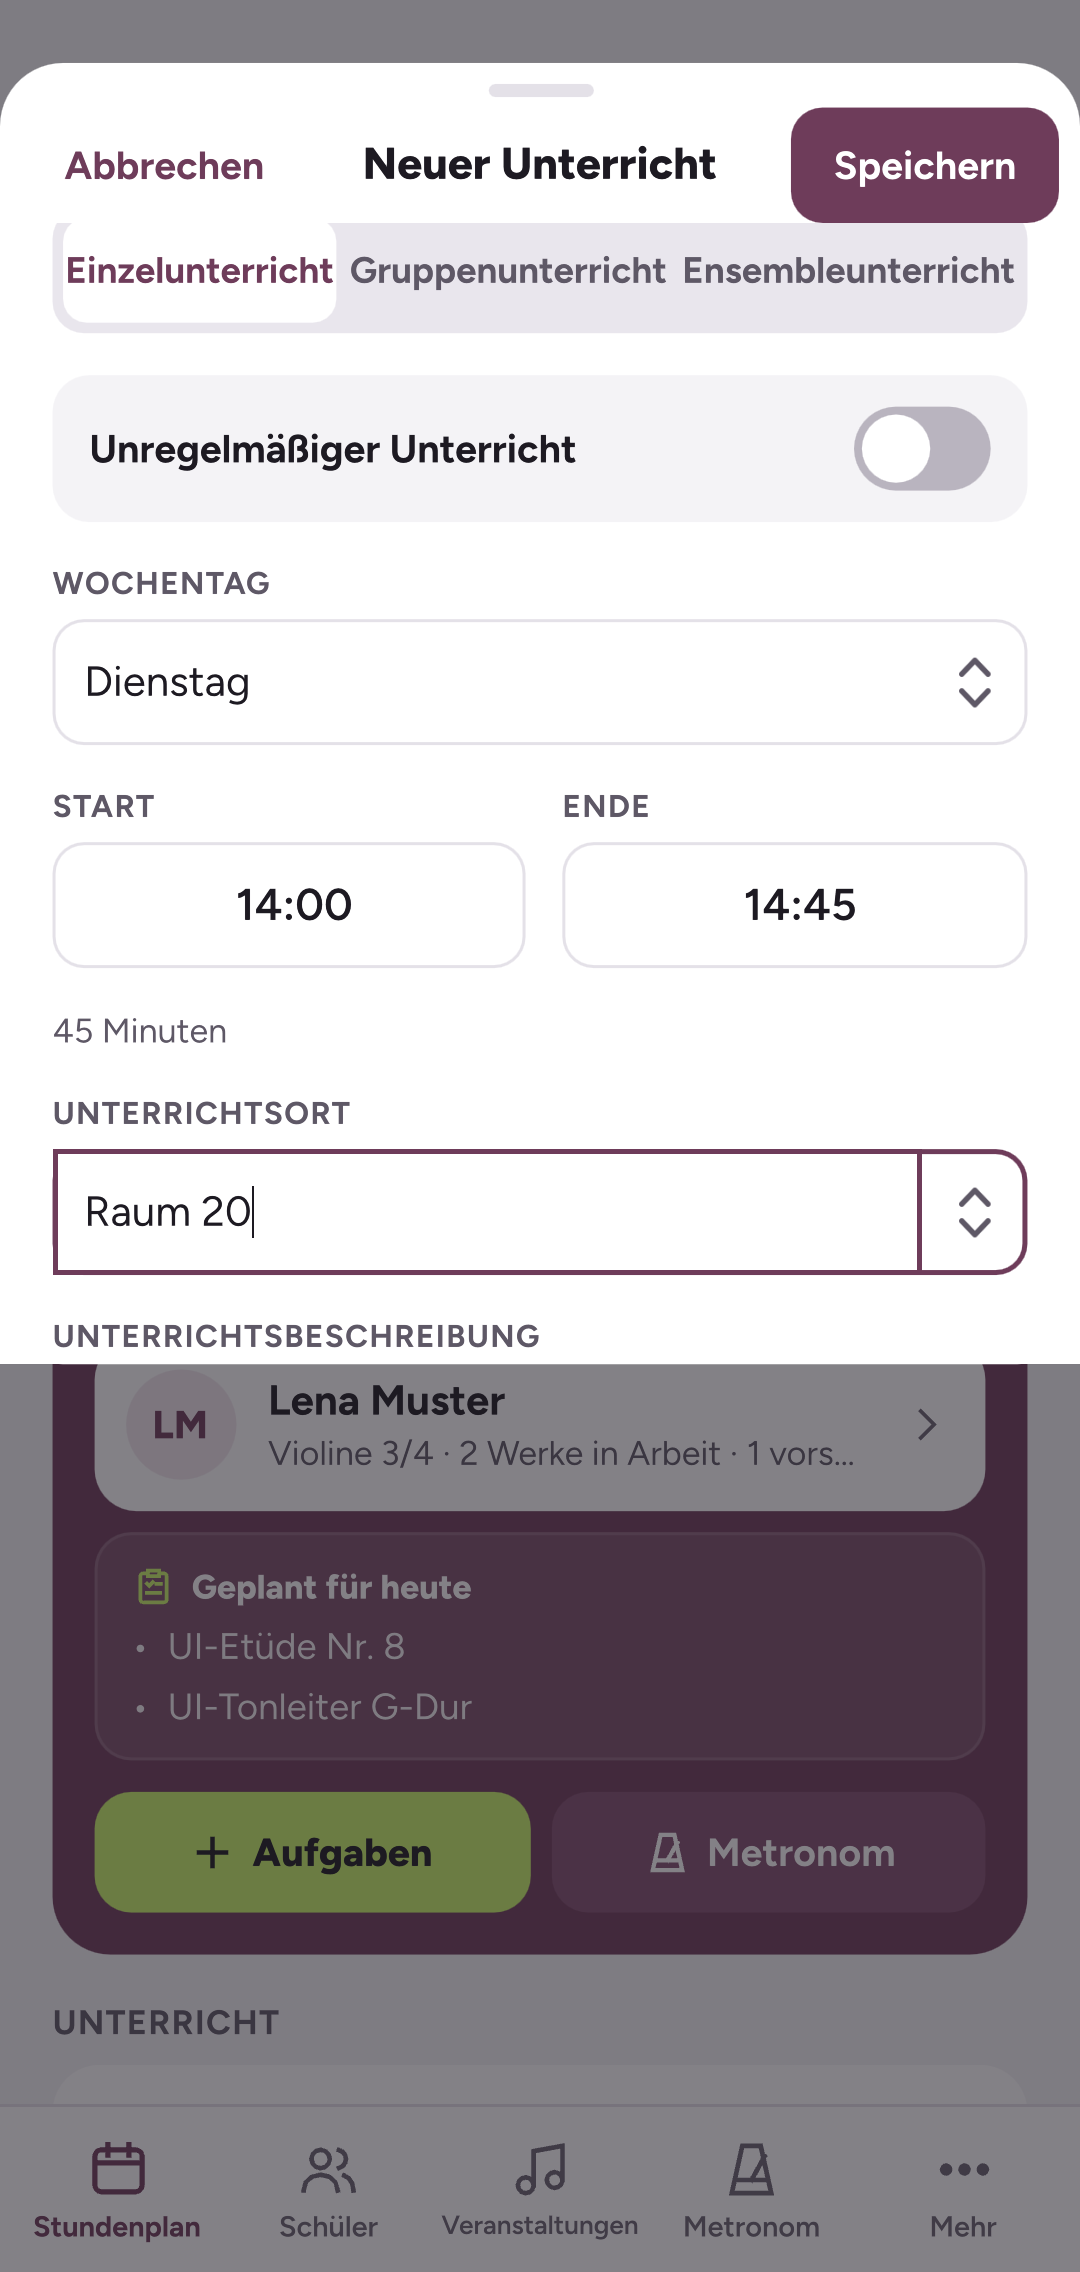 Abbrechen
Neuer Unterricht
Speichern
Einzelunterricht
Gruppenunterricht
Ensembleunterricht
Unregelmäßiger Unterricht
WOCHENTAG
Dienstag
START
ENDE
14:00
14:45
45 Minuten
UNTERRICHTSORT
Raum 20
UNTERRICHTSBESCHREIBUNG
LM
Lena Muster
Violine 3/4 · 2 Werke in Arbeit · 1 vors...
Geplant für heute
• UI-Etüde Nr. 8
• UI-Tonleiter G-Dur
Aufgaben
Metronom
UNTERRICHT
Stundenplan
Schüler
Veranstaltungen
Metronom
Mehr